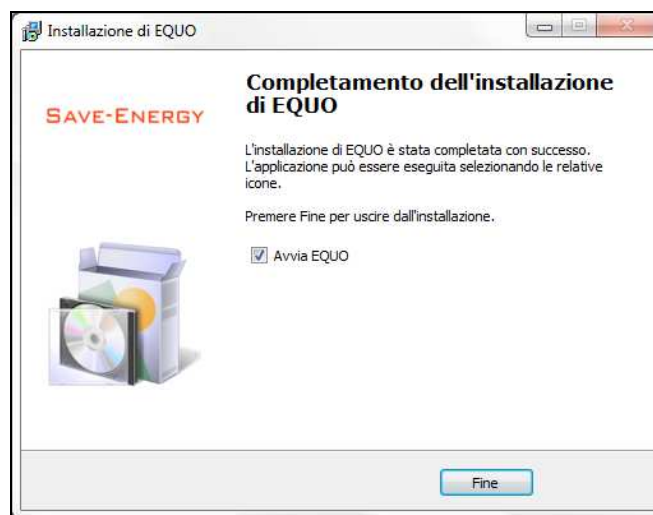 Installazione di EQUO
SAVE-ENERGY
Completamento dell'installazione
di EQUO
L'installazione di EQUO è stata completata con successo.
L'applicazione può essere eseguita selezionando le relative
icone.
Premere Fine per uscire dall'installazione.
Avvia EQUO
Fine